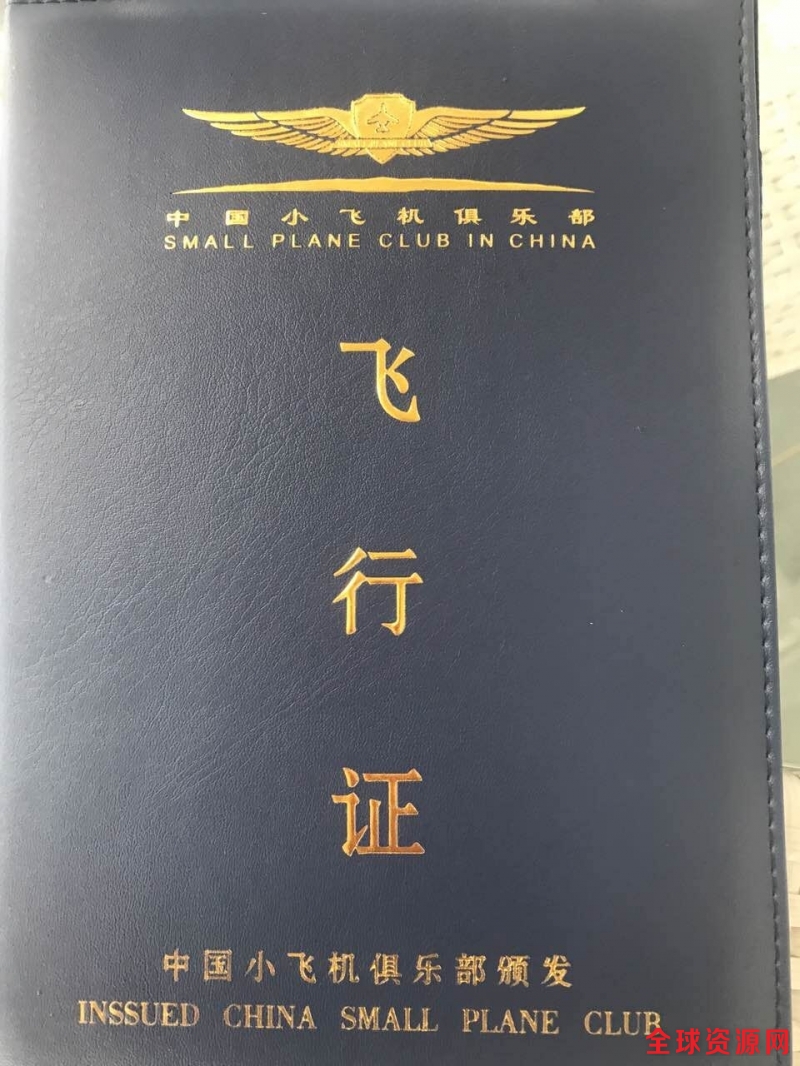 中国小飞机俱乐部
SMALL PLANE CLUB IN CHINA
飞
行
证
中国小飞机俱乐部颁发
INSSUED CHINA SMALL PLANE CLUB
全球资源网